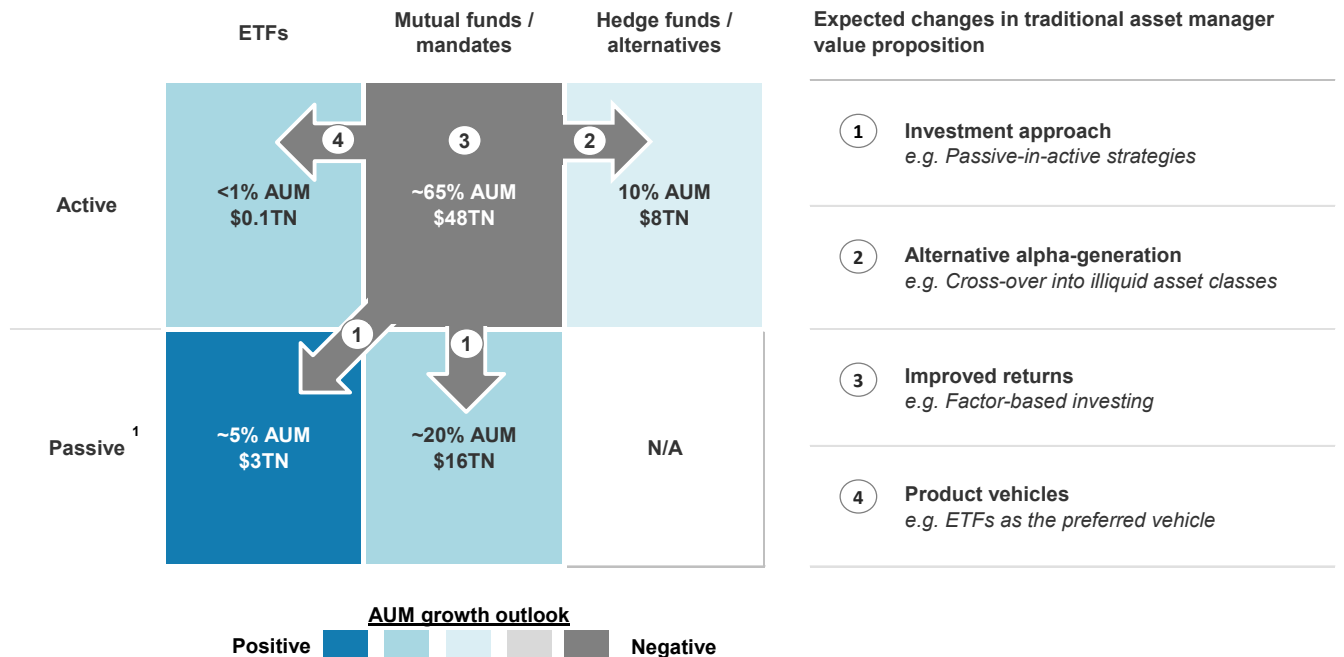 ETFs
Mutual funds /
mandates
Hedge funds /
alternatives
Expected changes in traditional asset manager
value proposition
Active
4
3
2
<1% AUM
$0.1TN
~65% AUM
$48TN
10% AUM
$8TN
1
1
Passive 1
~5% AUM
$3TN
~20% AUM
$16TN
N/A
1
Investment approach
e.g. Passive-in-active strategies
2
Alternative alpha-generation
e.g. Cross-over into illiquid asset classes
3
Improved returns
e.g. Factor-based investing
4
Product vehicles
e.g. ETFs as the preferred vehicle
AUM growth outlook
Positive
Negative